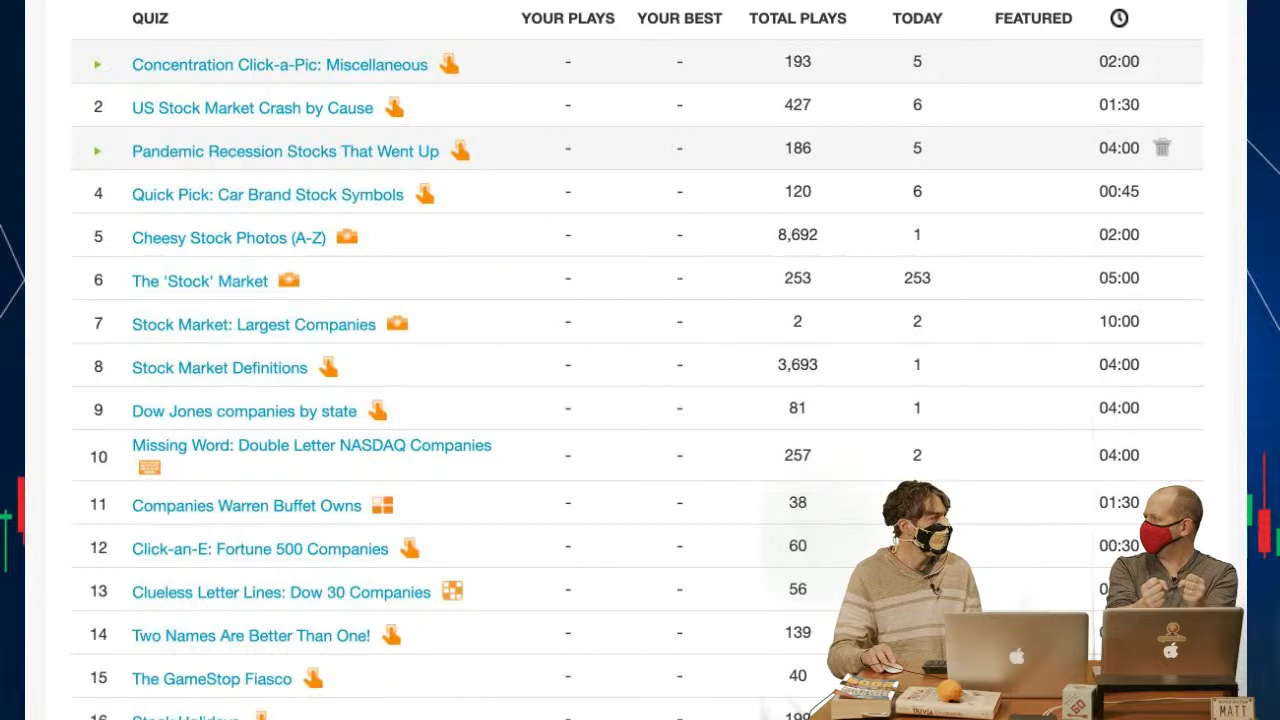 QUIZ YOUR PLAYS YOUR BEST TOTAL PLAYS TODAY FEATURED
Concentration Click-a-Pic: Miscellaneous - - 193 5 02:00
2 US Stock Market Crash by Cause - - 427 6 01:30
Pandemic Recession Stocks That Went Up - - 186 5 04:00
4 Quick Pick: Car Brand Stock Symbols - - 120 6 00:45
5 Cheesy Stock Photos (A-Z) - - 8,692 1 02:00
6 The 'Stock' Market - - 253 253 05:00
7 Stock Market: Largest Companies - - 2 2 10:00
8 Stock Market Definitions - - 3,693 1 04:00
9 Dow Jones companies by state - - 81 1 04:00
10 Missing Word: Double Letter NASDAQ Companies - - 257 2 04:00
11 Companies Warren Buffet Owns - - 38 01:30
12 Click-an-E: Fortune 500 Companies - - 60 00:30
13 Clueless Letter Lines: Dow 30 Companies - - 56
14 Two Names Are Better Than One! - - 139
15 The GameStop Fiasco - - 40
16 Stock Holidays
TRIVIA
60
MATT